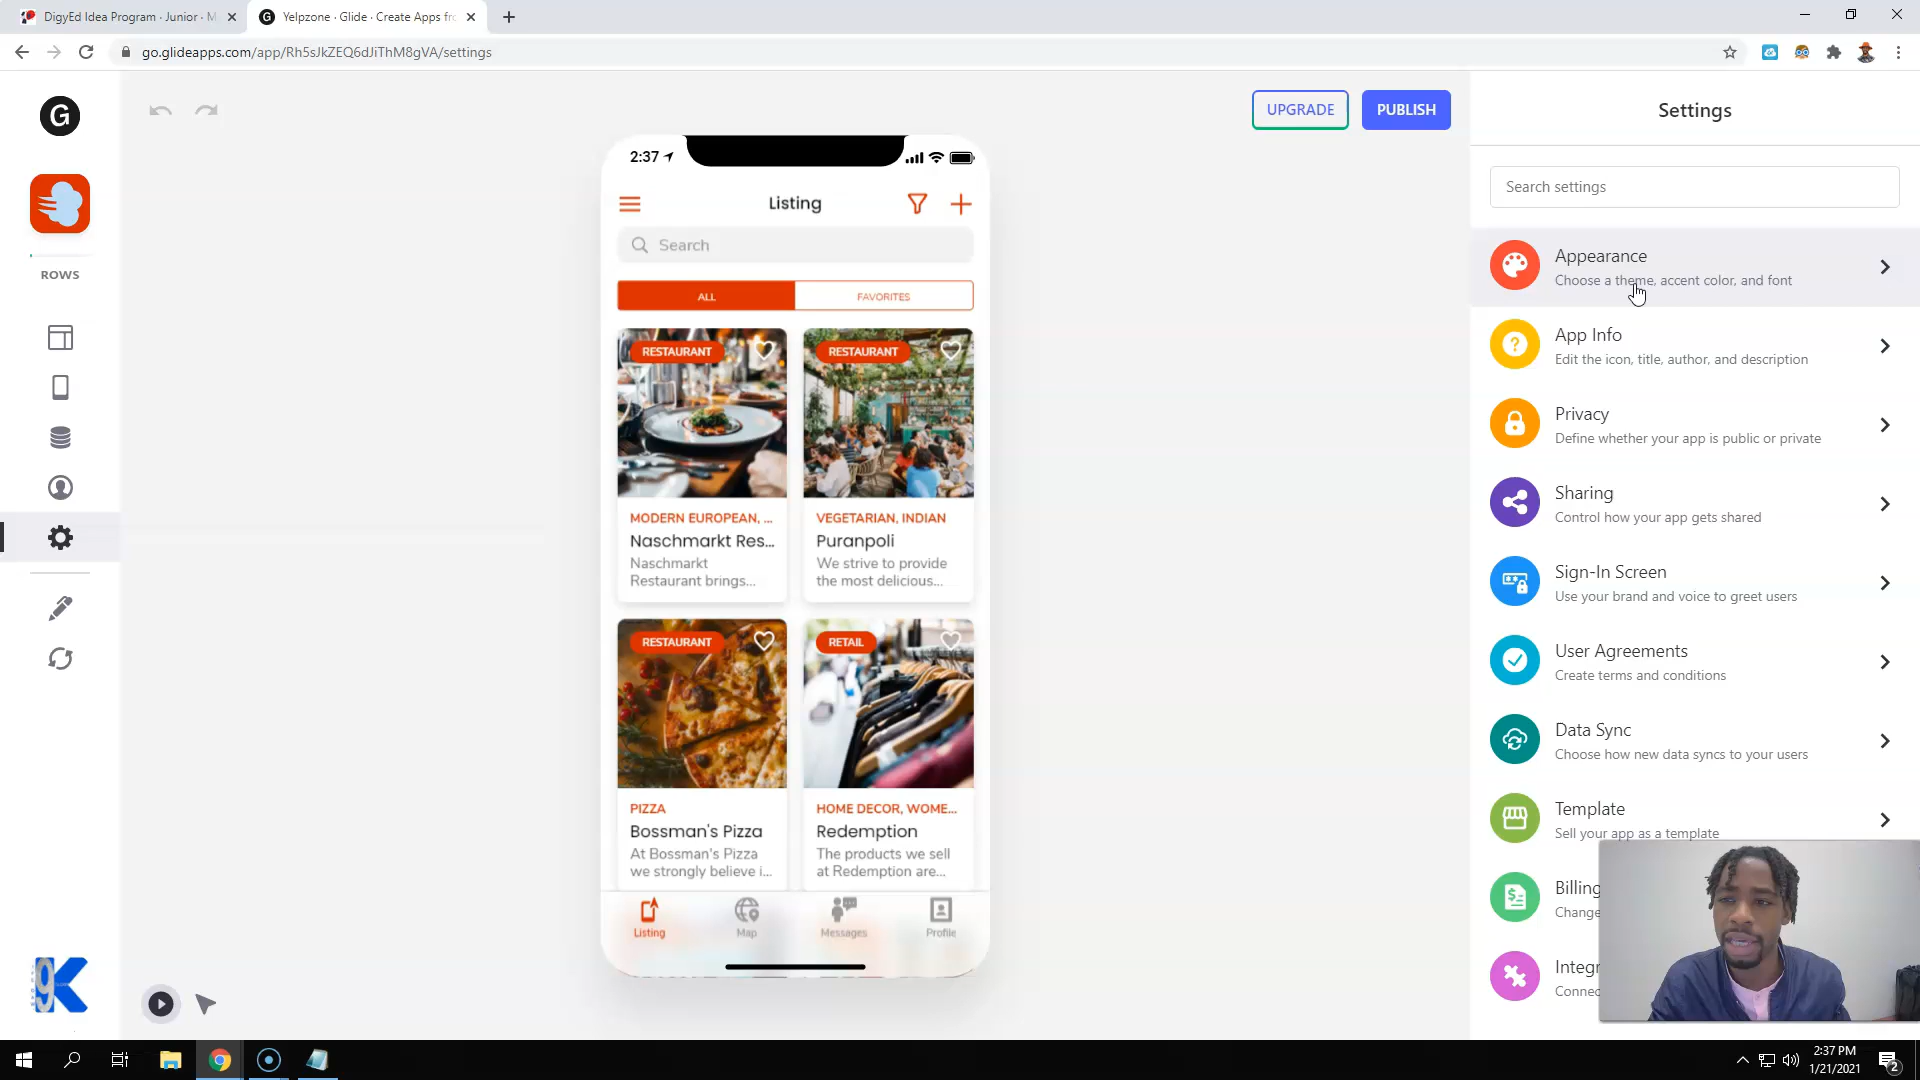 DigyEd Idea Program · Junior · M
Yelpzone · Glide · Create Apps fro
go.glideapps.com/app/Rh5sJkZEQ6dJiThM8gVA/settings
G
ROWS
UPGRADE
PUBLISH
2:37
Listing
Search
ALL
FAVORITES
RESTAURANT
RESTAURANT
MODERN EUROPEAN, ...
Naschmarkt Res...
Naschmarkt
Restaurant brings...
VEGETARIAN, INDIAN
Puranpoli
We strive to provide
the most delicious...
RESTAURANT
RETAIL
PIZZA
Bossman's Pizza
At Bossman's Pizza
we strongly believe i...
HOME DECOR, WOME...
Redemption
The products we sell
at Redemption are...
Listing
Map
Messages
Profile
Settings
Search settings
Appearance
Choose a theme, accent color, and font
App Info
Edit the icon, title, author, and description
Privacy
Define whether your app is public or private
Sharing
Control how your app gets shared
Sign-In Screen
Use your brand and voice to greet users
User Agreements
Create terms and conditions
Data Sync
Choose how new data syncs to your users
Template
Sell your app as a template
Billing
Change
Integr
Connec
2:37 PM
1/21/2021
2